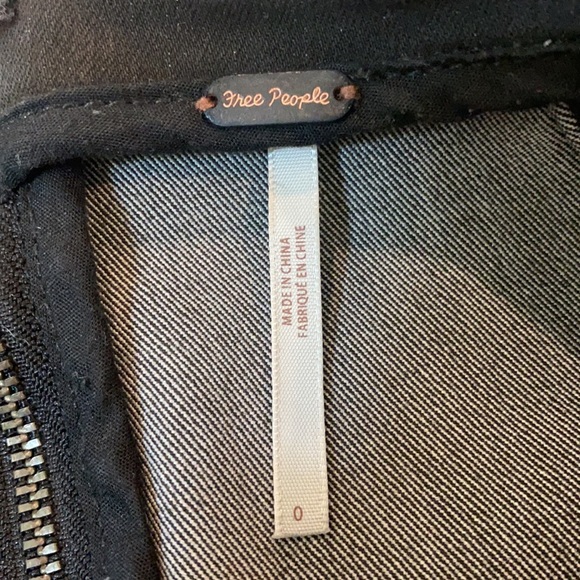 Free People
MADE IN CHINA
FABRIQUÉ EN CHINE
0